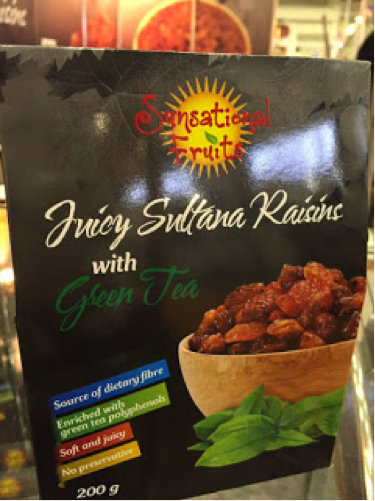 Sunsational
Fruits
Juicy Sultana Raisins
with
Green Tea
Source of dietary fibre
Enriched with
green tea polyphenols
Soft and juicy
No preservative
200 g